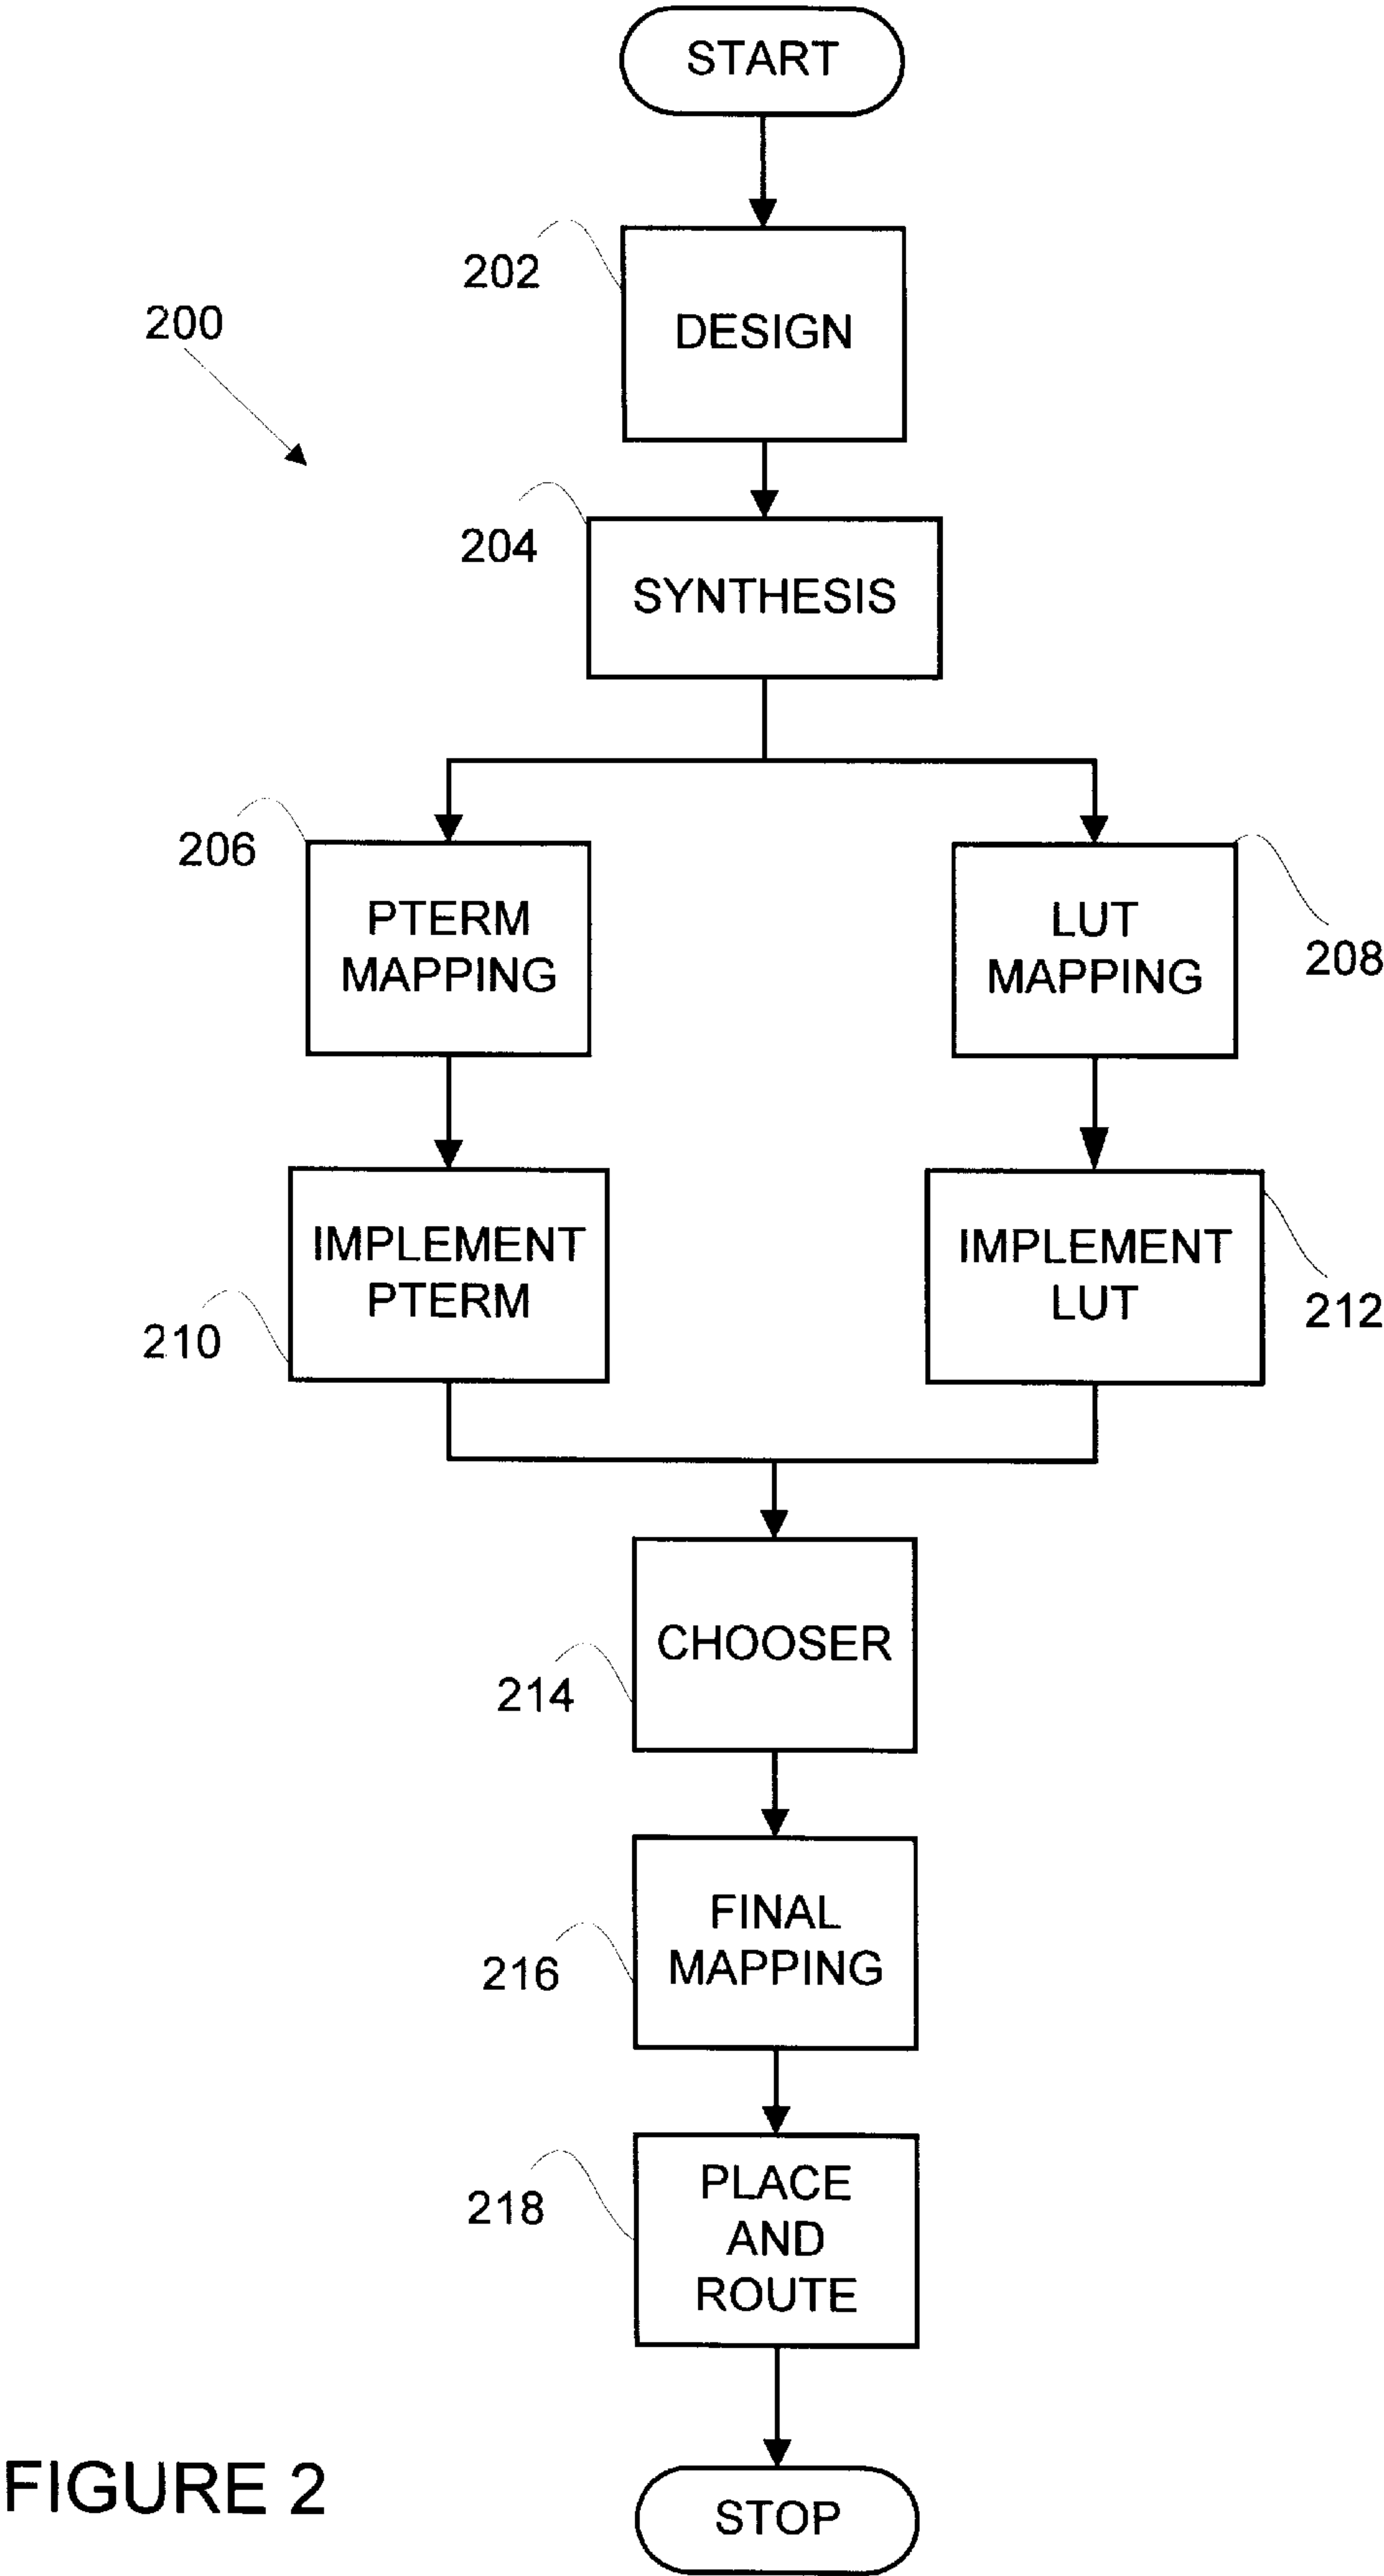 START
202
DESIGN
200
204
SYNTHESIS
206
PTERM
MAPPING
LUT
MAPPING
208
IMPLEMENT
PTERM
210
IMPLEMENT
LUT
212
CHOOSER
214
FINAL
MAPPING
216
PLACE
AND
ROUTE
218
STOP
FIGURE 2